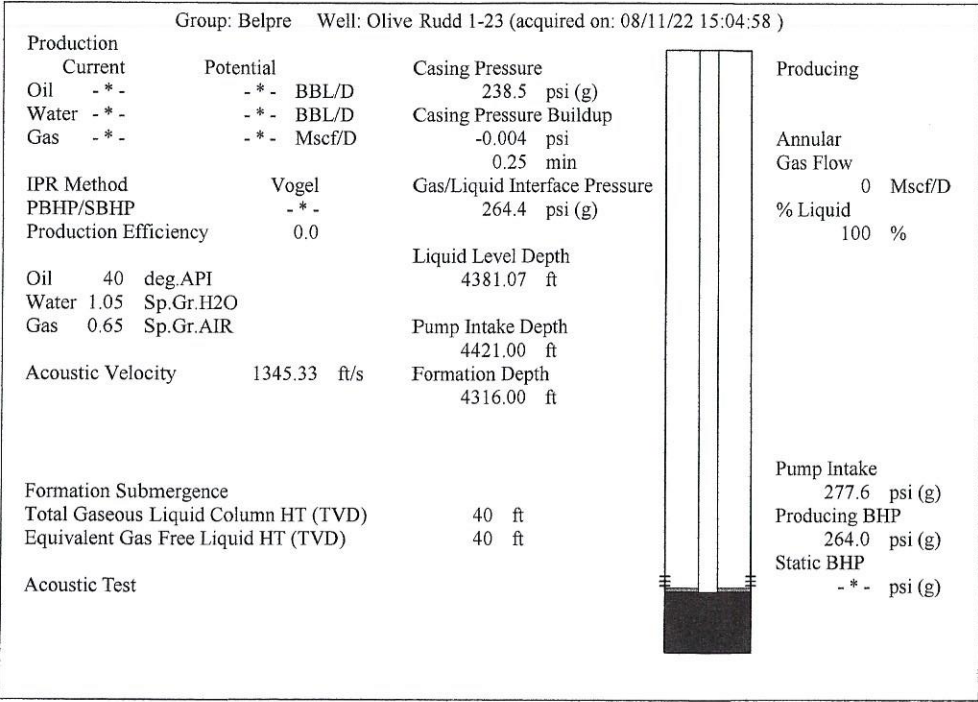 Group: Belpre Well: Olive Rudd 1-23 (acquired on: 08/11/22 15:04:58 )
Production
Current Potential
Oil - * - - * - BBL/D
Water - * - - * - BBL/D
Gas - * - - * - Mscf/D
IPR Method Vogel
PBHP/SBHP - * -
Production Efficiency 0.0
Oil 40 deg.API
Water 1.05 Sp.Gr.H2O
Gas 0.65 Sp.Gr.AIR
Acoustic Velocity 1345.33 ft/s
Formation Submergence
Total Gaseous Liquid Column HT (TVD) 40 ft
Equivalent Gas Free Liquid HT (TVD) 40 ft
Acoustic Test
Casing Pressure
238.5 psi (g)
Casing Pressure Buildup
-0.004 psi
0.25 min
Gas/Liquid Interface Pressure
264.4 psi (g)
Liquid Level Depth
4381.07 ft
Pump Intake Depth
4421.00 ft
Formation Depth
4316.00 ft
Producing
Annular
Gas Flow
0 Mscf/D
% Liquid
100 %
Pump Intake
277.6 psi (g)
Producing BHP
264.0 psi (g)
Static BHP
- * - psi (g)